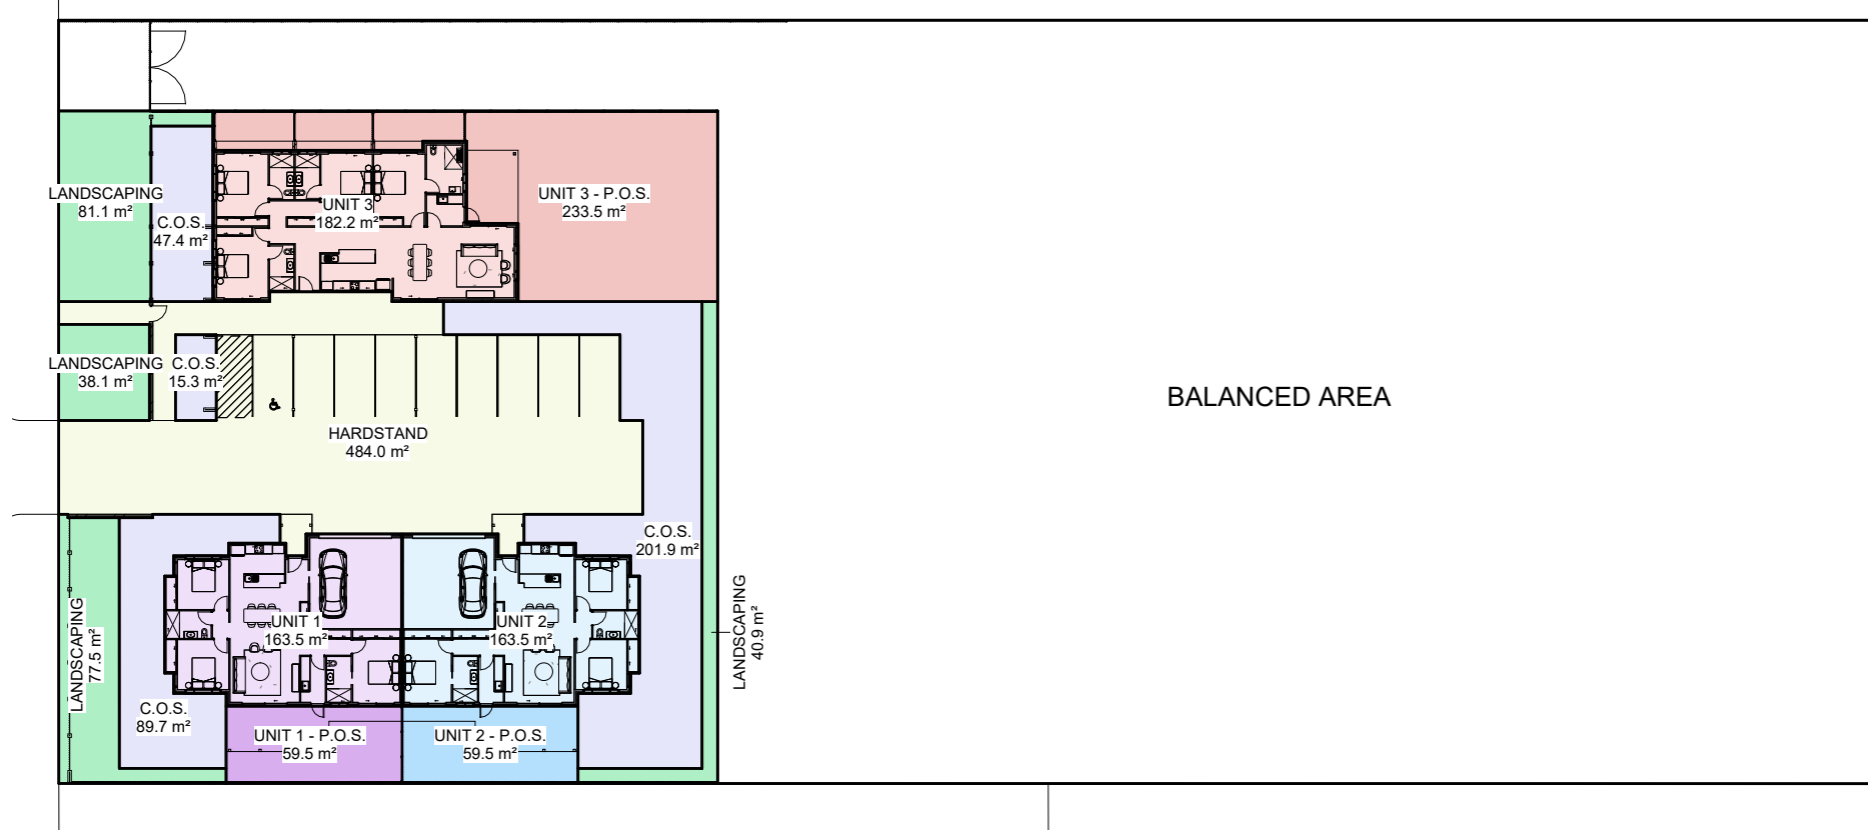 LANDSCAPING
81.1 m²
C.O.S.
47.4 m²
UNIT 3
182.2 m²
UNIT 3 - P.O.S.
233.5 m²
LANDSCAPING
38.1 m²
C.O.S.
15.3 m²
BALANCED AREA
HARDSTAND
484.0 m²
C.O.S.
201.9 m²
LANDSCAPING
77.5 m²
UNIT 1
163.5 m²
UNIT 2
163.5 m²
LANDSCAPING
40.9 m²
C.O.S.
89.7 m²
UNIT 1 - P.O.S.
59.5 m²
UNIT 2 - P.O.S.
59.5 m²